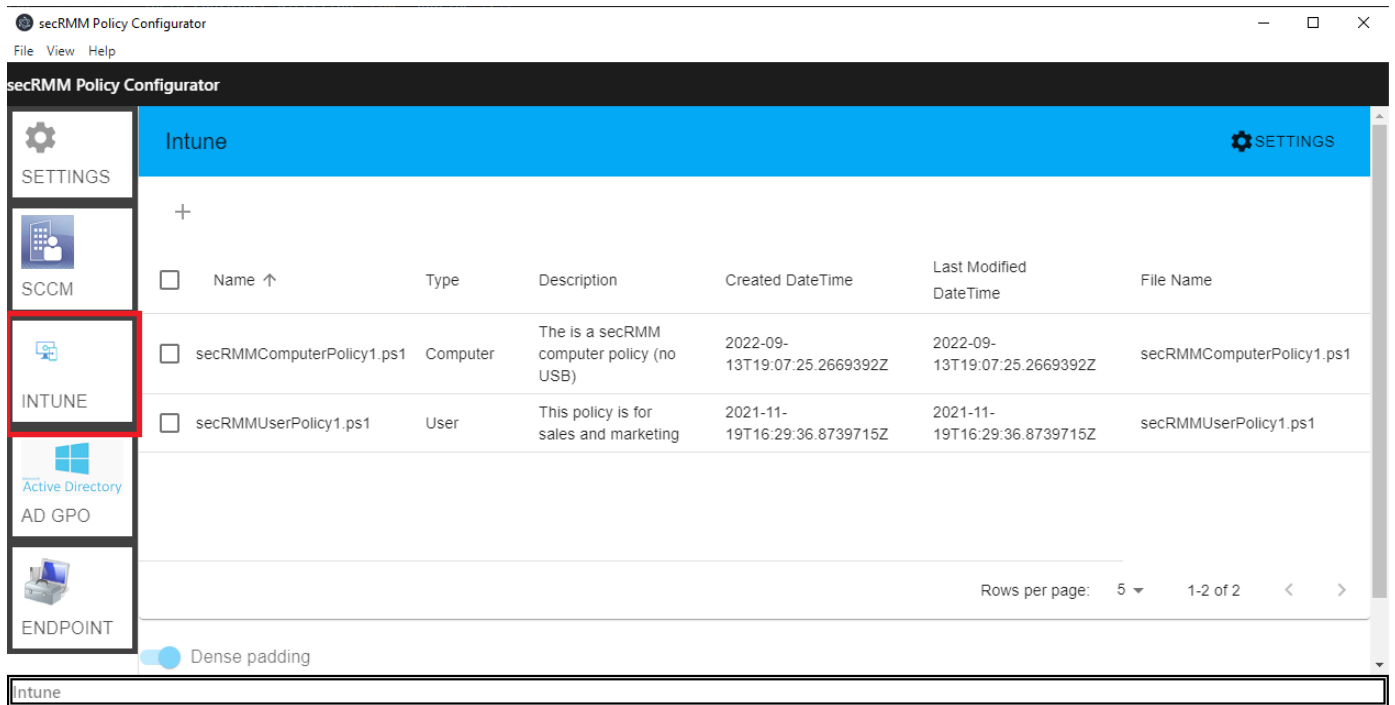 secRMM Policy Configurator
File View Help
secRMM Policy Configurator
SETTINGS
SCCM
INTUNE
Active Directory
AD GPO
ENDPOINT
Intune
SETTINGS
+
Name ↑ Type Description Created DateTime Last Modified
DateTime File Name
secRMMComputerPolicy1.ps1 Computer The is a secRMM
computer policy (no
USB) 2022-09-
13T19:07:25.2669392Z 2022-09-
13T19:07:25.2669392Z secRMMComputerPolicy1.ps1
secRMMUserPolicy1.ps1 User This policy is for
sales and marketing 2021-11-
19T16:29:36.8739715Z 2021-11-
19T16:29:36.8739715Z secRMMUserPolicy1.ps1
Rows per page: 5 1-2 of 2 < >
Dense padding
Intune